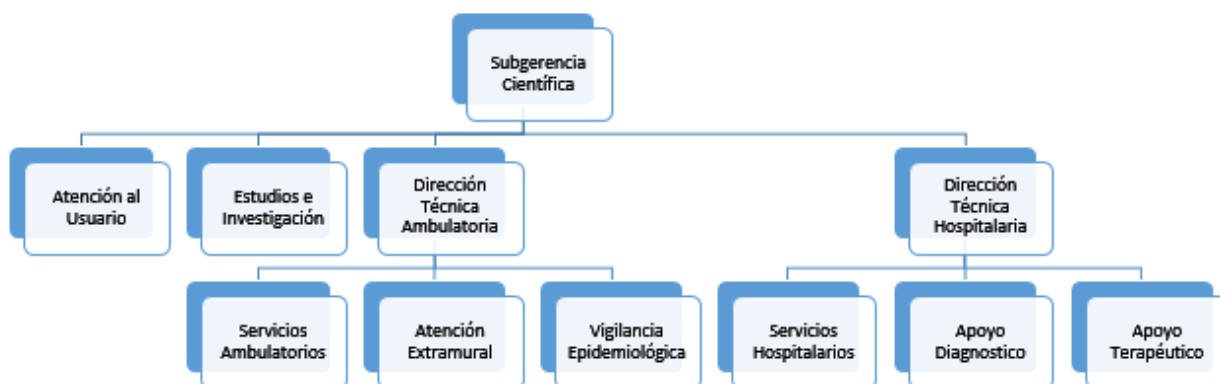 Subgerencia
Científica
Atención al
Usuario
Estudios e
Investigación
Dirección
Técnica
Ambulatoria
Dirección
Técnica
Hospitalaria
Servicios
Ambulatorios
Atención
Extramural
Vigilancia
Epidemiológica
Servicios
Hospitalarios
Apoyo
Diagnostico
Apoyo
Terapéutico